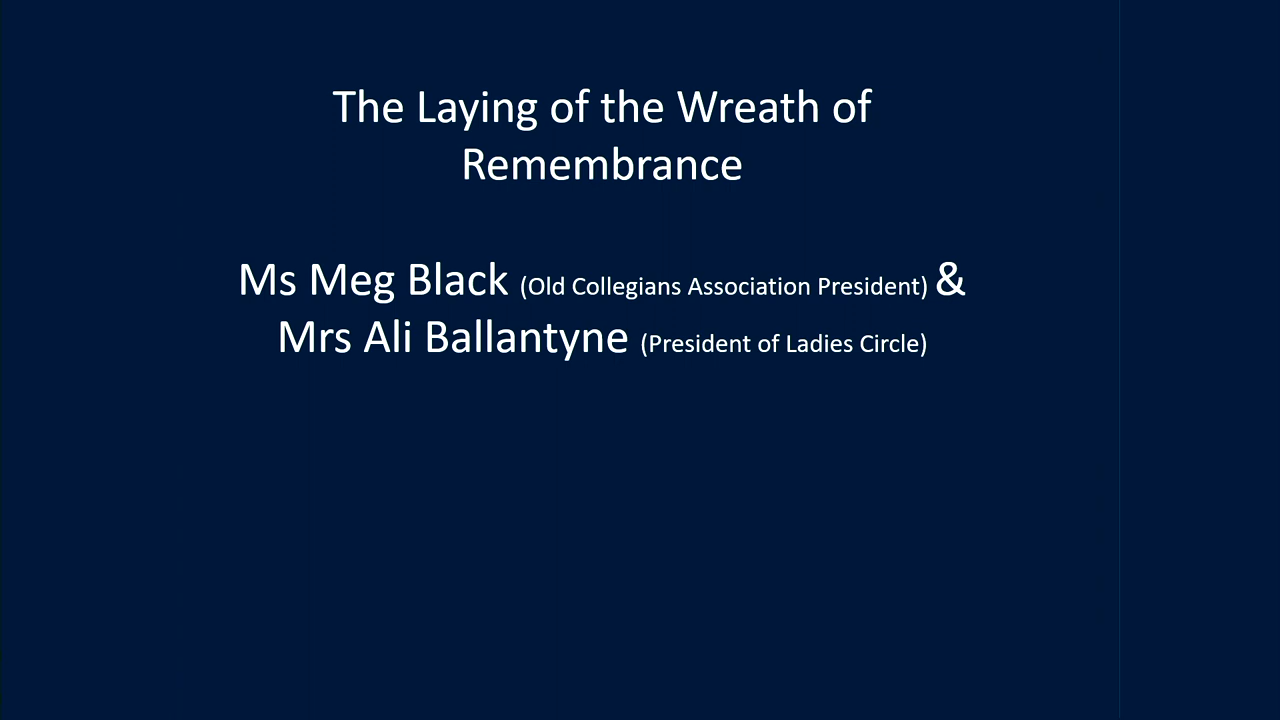 The Laying of the Wreath of
Remembrance
Ms Meg Black (Old Collegians Association President) &
Mrs Ali Ballantyne (President of Ladies Circle)